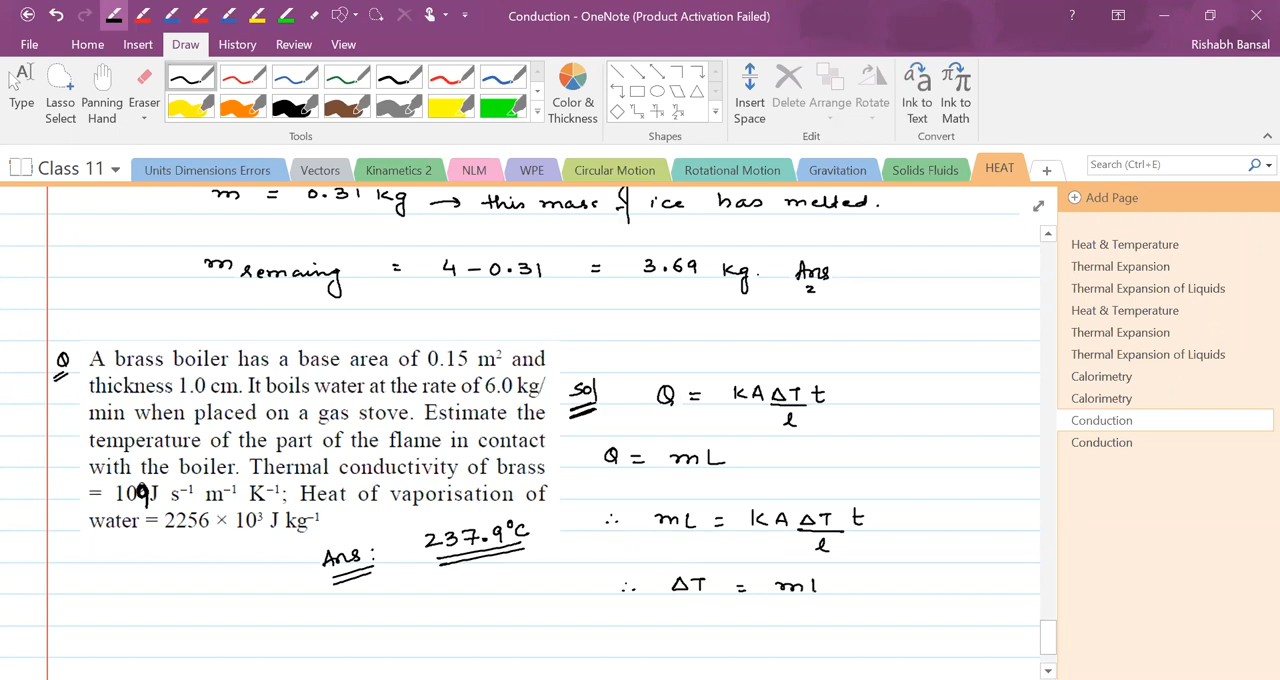 Conduction - OneNote (Product Activation Failed)
File Home Insert Draw History Review View
Rishabh Bansal
Type Lasso Select Panning Hand Eraser
Color & Thickness
Insert Space Delete Arrange Rotate
Ink to Text Ink to Math
Tools Shapes Edit Convert
Class 11 Units Dimensions Errors Vectors Kinametics 2 NLM WPE Circular Motion Rotational Motion Gravitation Solids Fluids HEAT
Search (Ctrl+E)
Add Page
Heat & Temperature
Thermal Expansion
Thermal Expansion of Liquids
Heat & Temperature
Thermal Expansion
Thermal Expansion of Liquids
Calorimetry
Calorimetry
Conduction
Conduction
m = 0.31 kg → this mass of ice has melted.
m remaing = 4 - 0.31 = 3.69 kg. Ans
Q A brass boiler has a base area of 0.15 m² and
thickness 1.0 cm. It boils water at the rate of 6.0 kg/
min when placed on a gas stove. Estimate the
temperature of the part of the flame in contact
with the boiler. Thermal conductivity of brass
= 109 J s⁻¹ m⁻¹ K⁻¹; Heat of vaporisation of
water = 2256 × 10³ J kg⁻¹
Ans: 237.9°C
Sol Q = KA ΔT/l t
Q = mL
∴ mL = KA ΔT/l t
∴ ΔT = ml